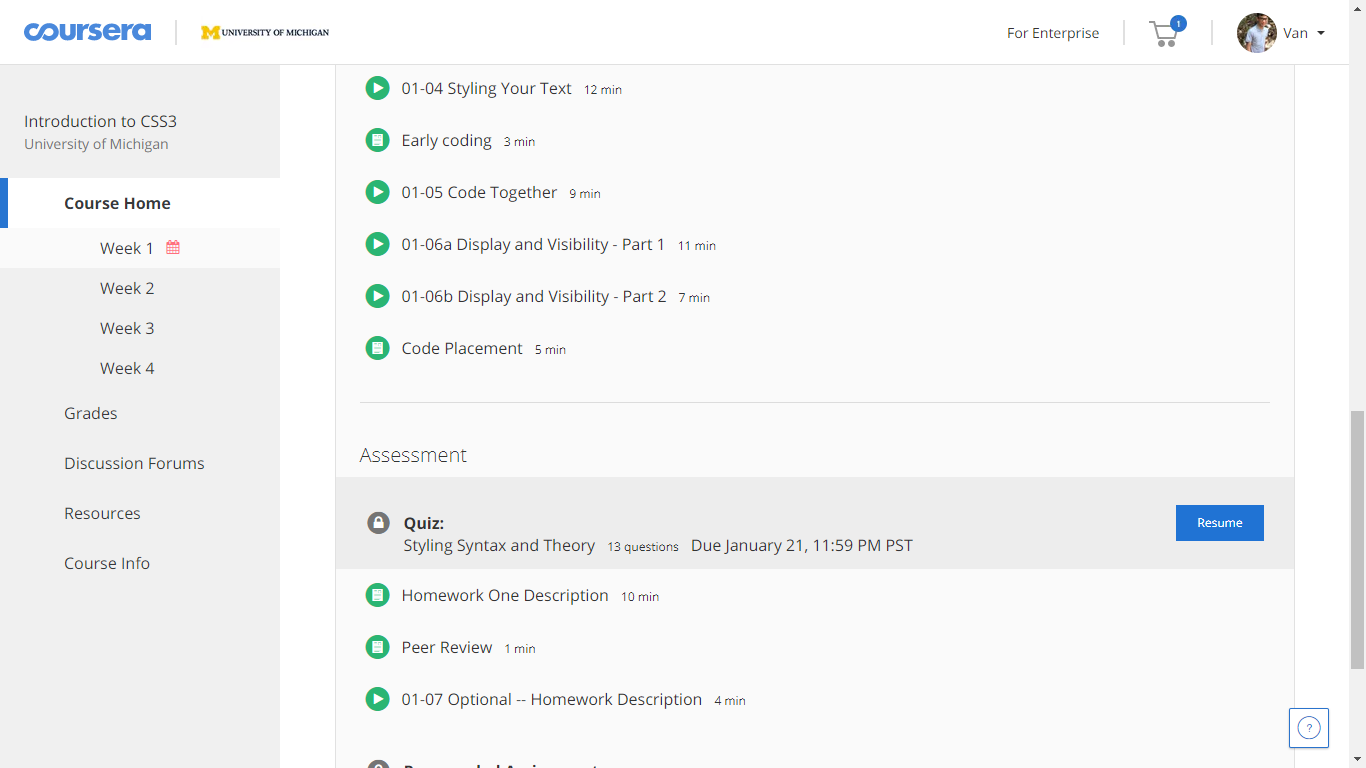 coursera
M UNIVERSITY OF MICHIGAN
For Enterprise
1
Van
Introduction to CSS3
University of Michigan
Course Home
Week 1
Week 2
Week 3
Week 4
Grades
Discussion Forums
Resources
Course Info
01-04 Styling Your Text 12 min
Early coding 3 min
01-05 Code Together 9 min
01-06a Display and Visibility - Part 1 11 min
01-06b Display and Visibility - Part 2 7 min
Code Placement 5 min
Assessment
Quiz:
Styling Syntax and Theory 13 questions Due January 21, 11:59 PM PST
Resume
Homework One Description 10 min
Peer Review 1 min
01-07 Optional -- Homework Description 4 min
?